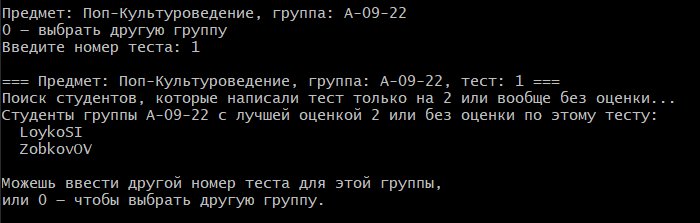 Предмет: Поп-Культуроведение, группа: А-09-22
0 — выбрать другую группу
Введите номер теста: 1
=== Предмет: Поп-Культуроведение, группа: А-09-22, тест: 1 ===
Поиск студентов, которые написали тест только на 2 или вообще без оценки...
Студенты группы А-09-22 с лучшей оценкой 2 или без оценки по этому тесту:
LoykoSI
ZobkovOV
Можешь ввести другой номер теста для этой группы,
или 0 — чтобы выбрать другую группу.